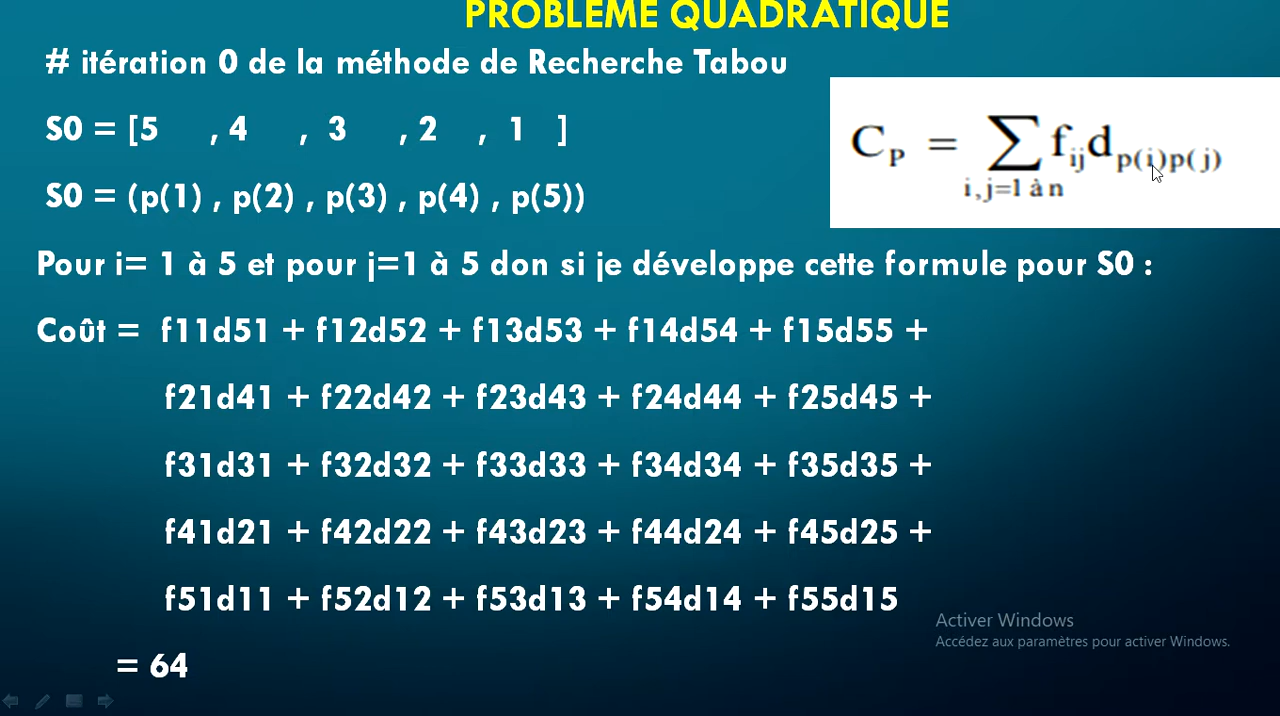 PROBLEME QUADRATIQUE
# itération 0 de la méthode de Recherche Tabou
S0 = [5 , 4 , 3 , 2 , 1 ]
S0 = (p(1) , p(2) , p(3) , p(4) , p(5))
C_P = ∑ f_ij d_p(i)p(j)
i,j=1 à n
Pour i= 1 à 5 et pour j=1 à 5 don si je développe cette formule pour S0 :
Coût = f11d51 + f12d52 + f13d53 + f14d54 + f15d55 +
f21d41 + f22d42 + f23d43 + f24d44 + f25d45 +
f31d31 + f32d32 + f33d33 + f34d34 + f35d35 +
f41d21 + f42d22 + f43d23 + f44d24 + f45d25 +
f51d11 + f52d12 + f53d13 + f54d14 + f55d15
= 64
Activer Windows
Accédez aux paramètres pour activer Windows.